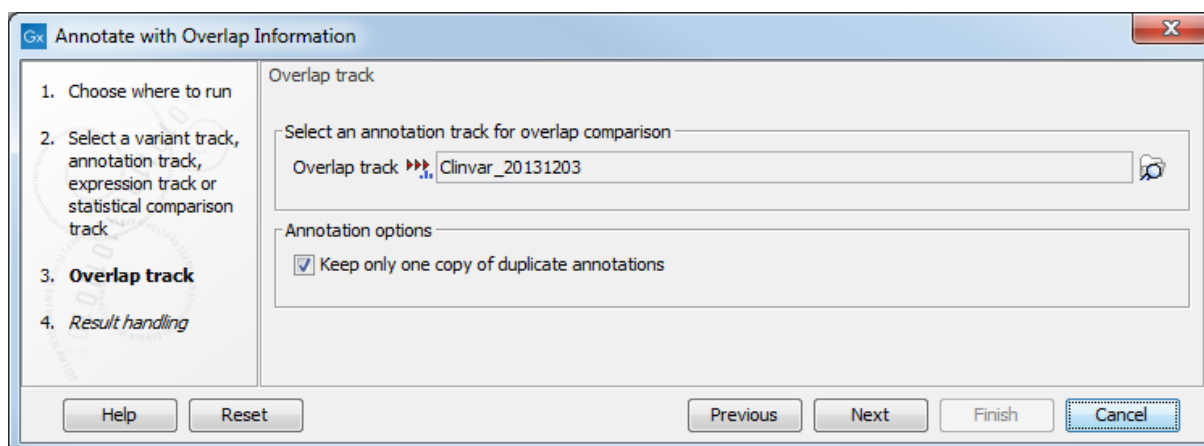 Gx Annotate with Overlap Information
X
1. Choose where to run
2. Select a variant track,
annotation track,
expression track or
statistical comparison
track
3. Overlap track
4. Result handling
Overlap track
Select an annotation track for overlap comparison
Overlap track Clinvar_20131203
Annotation options
Keep only one copy of duplicate annotations
Help Reset Previous Next Finish Cancel